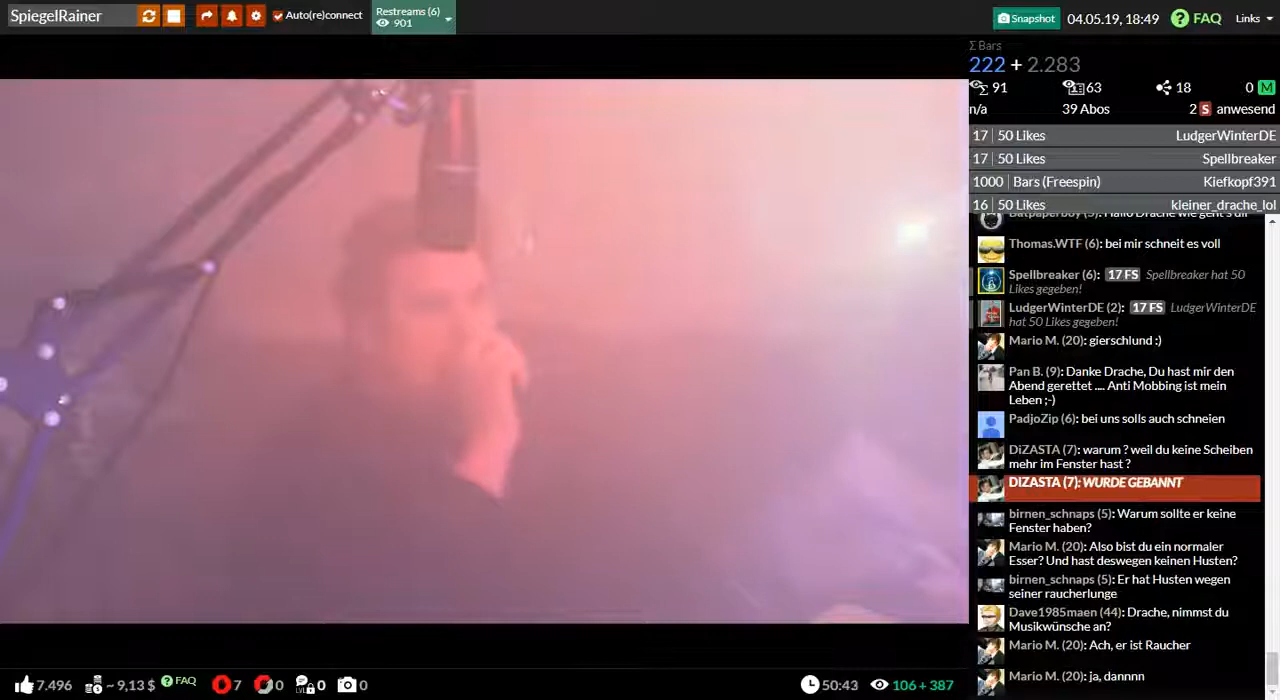 SpiegelRainer
Auto(re)connect
Restreams (6)
901
Snapshot
04.05.19, 18:49
FAQ
Links
Σ Bars
222 + 2.283
91
63
18
0 M
n/a
39 Abos
2 S anwesend
17 | 50 Likes LudgerWinterDE
17 | 50 Likes Spellbreaker
1000 | Bars (Freespin) Kiefkopf391
16 | 50 Likes kleiner_drache_lol
Batpaperboy (5): Hallo Drache wie geht's dir
Thomas.WTF (6): bei mir schneit es voll
Spellbreaker (6): 17 FS Spellbreaker hat 50
Likes gegeben!
LudgerWinterDE (2): 17 FS LudgerWinterDE
hat 50 Likes gegeben!
Mario M. (20): gierschlund :)
Pan B. (9): Danke Drache, Du hast mir den
Abend gerettet .... Anti Mobbing ist mein
Leben ;-)
PadjoZip (6): bei uns solls auch schneien
DiZASTA (7): warum ? weil du keine Scheiben
mehr im Fenster hast ?
DIZASTA (7): WURDE GEBANNT
birnen_schnaps (5): Warum sollte er keine
Fenster haben?
Mario M. (20): Also bist du ein normaler
Esser? Und hast deswegen keinen Husten?
birnen_schnaps (5): Er hat Husten wegen
seiner raucherlunge
Dave1985maen (44): Drache, nimmst du
Musikwünsche an?
Mario M. (20): Ach, er ist Raucher
Mario M. (20): ja, dannnn
7.496
~ 9,13 $
FAQ
7
0
LVL
0
0
50:43
106 + 387